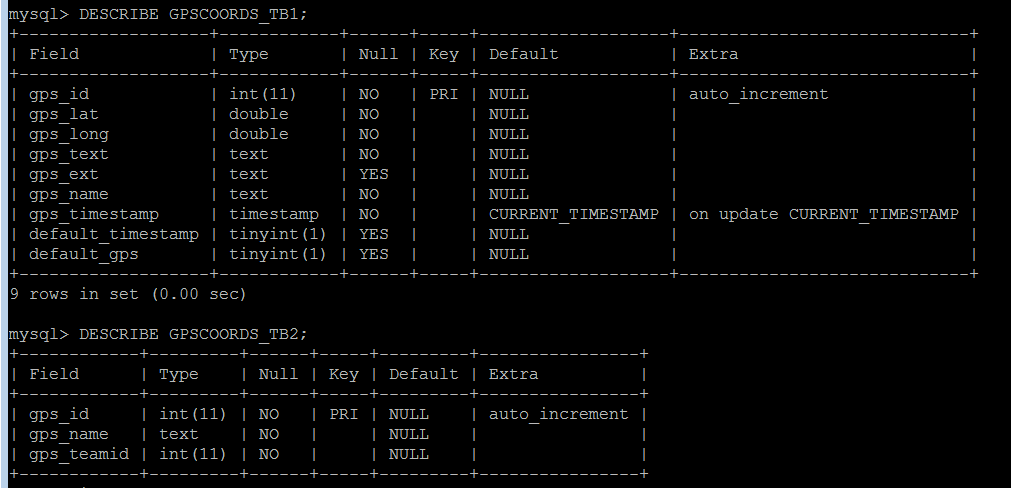 mysql> DESCRIBE GPSCOORDS_TB1;
+-------------------+------------+------+-----+-------------------+-----------------------------+
| Field             | Type       | Null | Key | Default           | Extra                       |
+-------------------+------------+------+-----+-------------------+-----------------------------+
| gps_id            | int(11)    | NO   | PRI | NULL              | auto_increment              |
| gps_lat           | double     | NO   |     | NULL              |                             |
| gps_long          | double     | NO   |     | NULL              |                             |
| gps_text          | text       | NO   |     | NULL              |                             |
| gps_ext           | text       | YES  |     | NULL              |                             |
| gps_name          | text       | NO   |     | NULL              |                             |
| gps_timestamp     | timestamp  | NO   |     | CURRENT_TIMESTAMP | on update CURRENT_TIMESTAMP |
| default_timestamp | tinyint(1) | YES  |     | NULL              |                             |
| default_gps       | tinyint(1) | YES  |     | NULL              |                             |
+-------------------+------------+------+-----+-------------------+-----------------------------+
9 rows in set (0.00 sec)
mysql> DESCRIBE GPSCOORDS_TB2;
+------------+---------+------+-----+---------+----------------+
| Field      | Type    | Null | Key | Default | Extra          |
+------------+---------+------+-----+---------+----------------+
| gps_id     | int(11) | NO   | PRI | NULL    | auto_increment |
| gps_name   | text    | NO   |     | NULL    |                |
| gps_teamid | int(11) | NO   |     | NULL    |                |
+------------+---------+------+-----+---------+----------------+